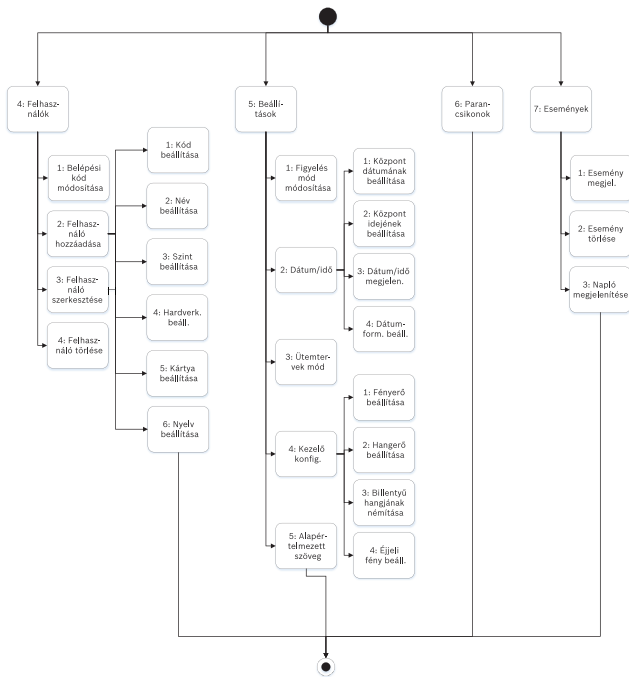 4: Felhasz-
nálók
1: Belépési
kód
módosítása
2: Felhasz-
náló
hozzáadása
3: Felhasz-
náló
szerkesztése
4: Felhasz-
náló törlése
1: Kód
beállítása
2: Név
beállítása
3: Szint
beállítása
4: Hardverk.
beáll.
5: Kártya
beállítása
6: Nyelv
beállítása
5: Beállí-
tások
1: Figyelés
mód
módosítása
2: Dátum/idő
3: Ütemter-
vek mód
4: Kezelő
konfig.
5: Alapér-
telmezett
szöveg
1: Központ
dátumának
beállítása
2: Központ
idejének
beállítása
3: Dátum/idő
megjelen.
4: Dátum-
form. beáll.
1: Fényerő
beállítása
2: Hangerő
beállítása
3: Billentyű
hangjának
némítása
4: Éjjeli
fény beáll.
6: Paran-
csikonok
7: Események
1: Esemény
megjel.
2: Esemény
törlése
3: Napló
megjelenítése